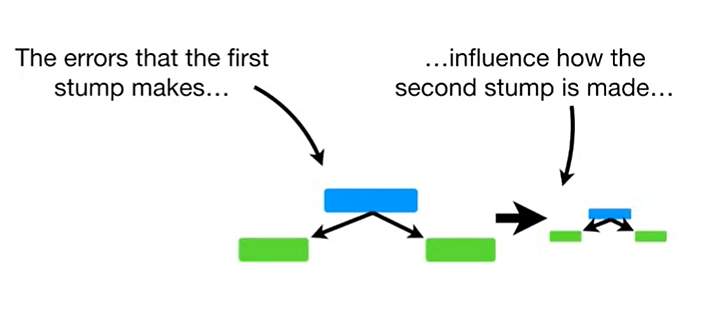 The errors that the first
stump makes…
…influence how the
second stump is made…